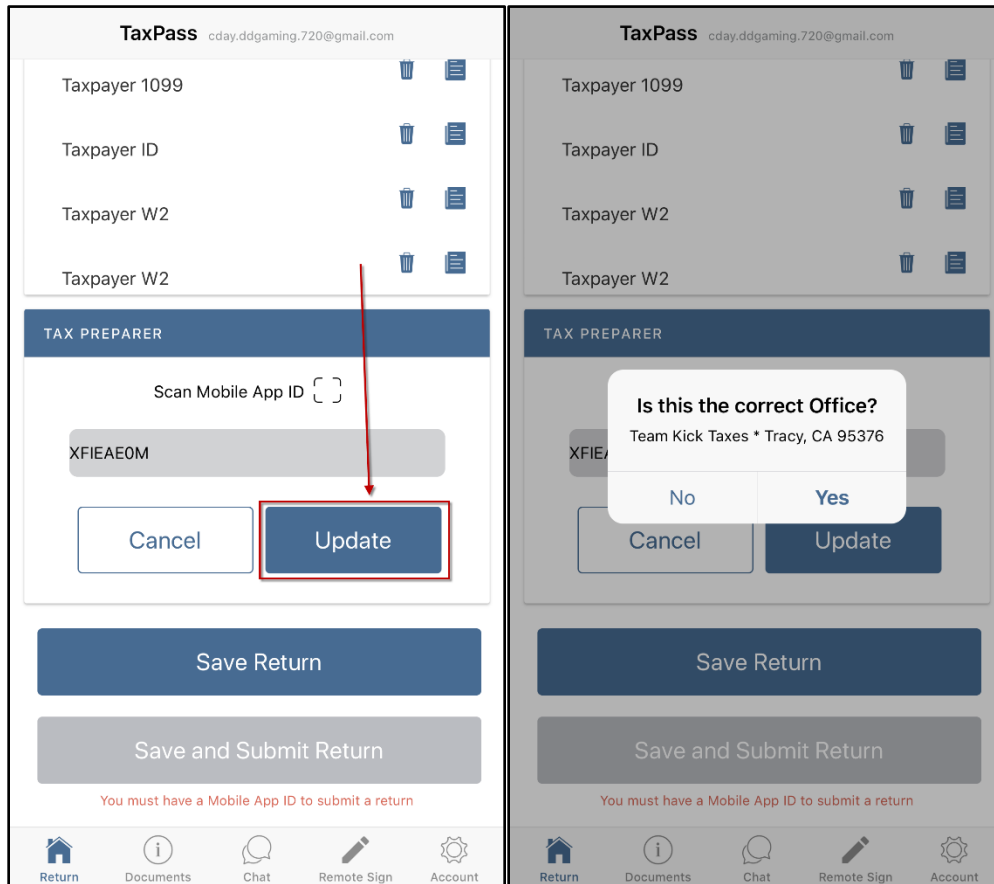 TaxPass cday.ddgaming.720@gmail.com
Taxpayer 1099
Taxpayer ID
Taxpayer W2
Taxpayer W2
TAX PREPARER
Scan Mobile App ID
XFIEAE0M
Cancel Update
Save Return
Save and Submit Return
You must have a Mobile App ID to submit a return
Return Documents Chat Remote Sign Account
TaxPass cday.ddgaming.720@gmail.com
Taxpayer 1099
Taxpayer ID
Taxpayer W2
Taxpayer W2
TAX PREPARER
Is this the correct Office?
Team Kick Taxes * Tracy, CA 95376
XFIEA
No Yes
Cancel Update
Save Return
Save and Submit Return
You must have a Mobile App ID to submit a return
Return Documents Chat Remote Sign Account